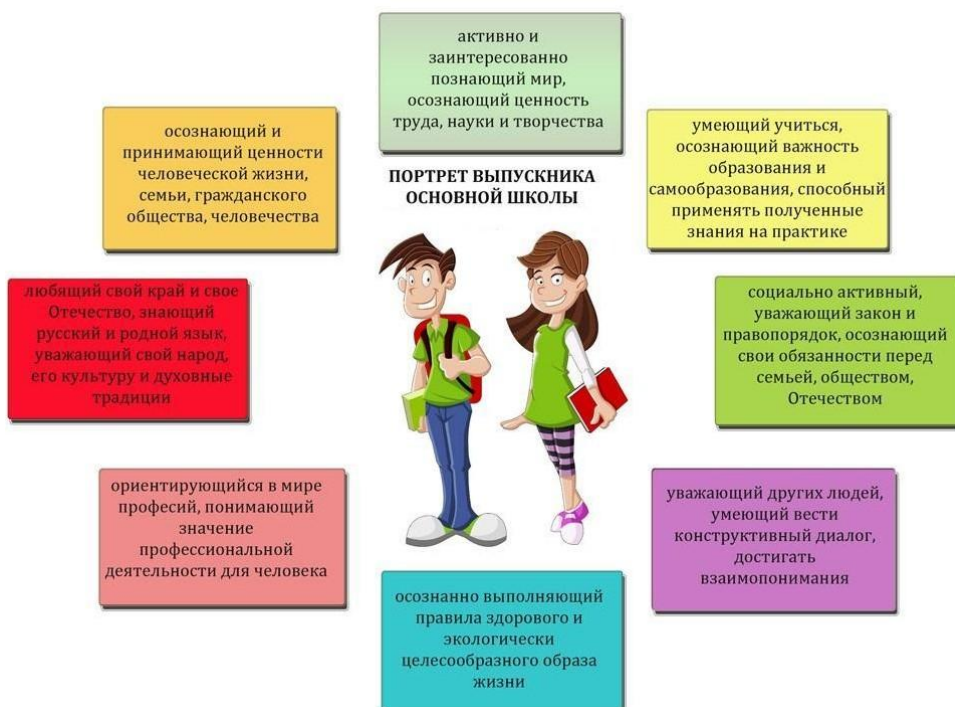 активно и
заинтересованно
познающий мир,
осознающий ценность
труда, науки и творчества
осознающий и
принимающий ценности
человеческой жизни,
семьи, гражданского
общества, человечества
умеющий учиться,
осознающий важность
образования и
самообразования, способный
применять полученные
знания на практике
ПОРТРЕТ ВЫПУСКНИКА
ОСНОВНОЙ ШКОЛЫ
любящий свой край и свое
Отечество, знающий
русский и родной язык,
уважающий свой народ,
его культуру и духовные
традиции
социально активный,
уважающий закон и
правопорядок, осознающий
свои обязанности перед
семьей, обществом,
Отечеством
ориентирующийся в мире
професий, понимающий
значение
профессиональной
деятельности для человека
уважающий других людей,
умеющий вести
конструктивный диалог,
достигать
взаимопонимания
осознанно выполняющий
правила здорового и
экологически
целесообразного образа
жизни